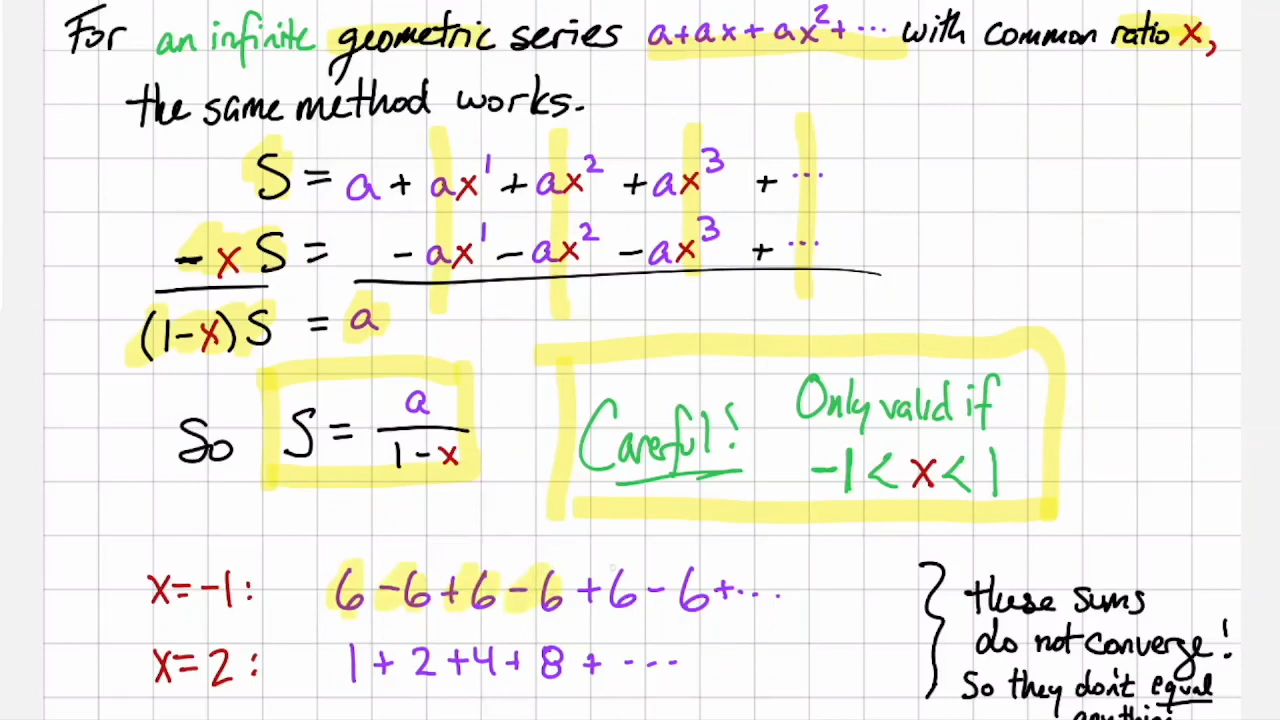 For an infinite geometric series a+ax+ax²+⋯ with common ratio x,
the same method works.
S = a + ax¹ + ax² + ax³ + ⋯
-xS = - ax¹ - ax² - ax³ + ⋯
(1-x)S = a
So S = a/(1-x)
Careful! Only valid if
-1 < x < 1
x=-1: 6-6+6-6+6-6+⋯
x=2: 1+2+4+8+⋯
these sums
do not converge!
So they don't equal
anything